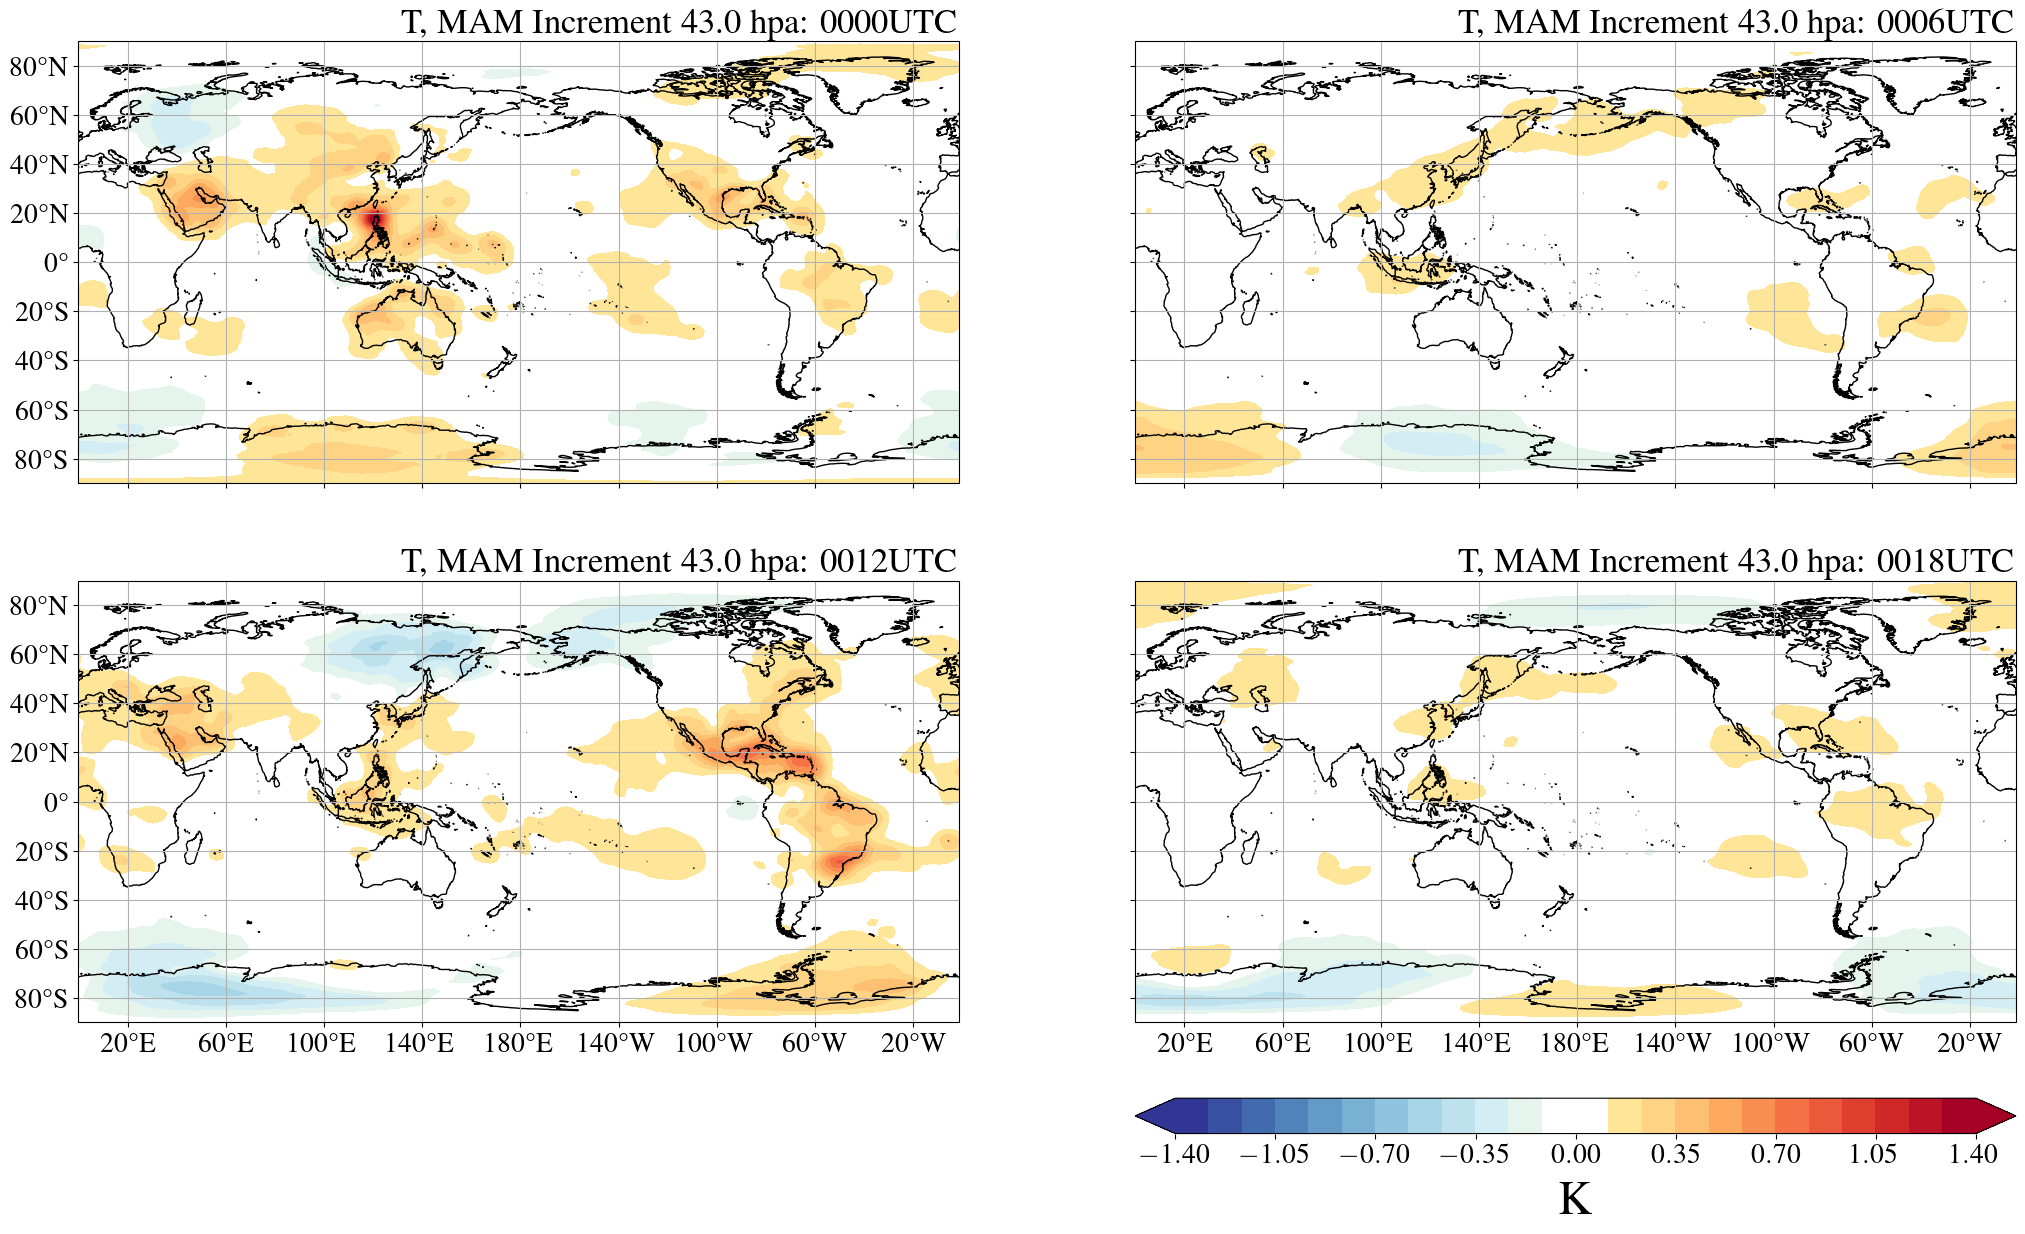 T, MAM Increment 43.0 hpa: 0000UTC
T, MAM Increment 43.0 hpa: 0006UTC
80°N
60°N
40°N
20°N
0°
20°S
40°S
60°S
80°S
T, MAM Increment 43.0 hpa: 0012UTC
T, MAM Increment 43.0 hpa: 0018UTC
80°N
60°N
40°N
20°N
0°
20°S
40°S
60°S
80°S
20°E 60°E 100°E 140°E 180°E 140°W 100°W 60°W 20°W
20°E 60°E 100°E 140°E 180°E 140°W 100°W 60°W 20°W
−1.40 −1.05 −0.70 −0.35 0.00 0.35 0.70 1.05 1.40
K